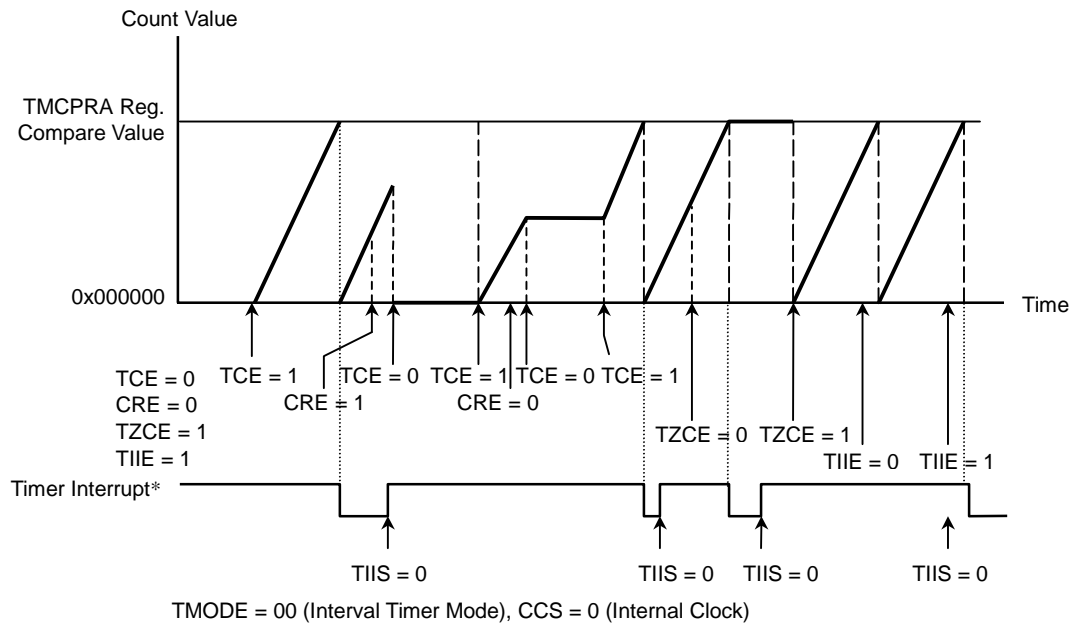 Count Value
TMCPRA Reg.
Compare Value
0x000000
Time
TCE = 0
CRE = 0
TZCE = 1
TIIE = 1
TCE = 1
CRE = 1
TCE = 0
TCE = 1
CRE = 0
TCE = 0
TCE = 1
TZCE = 0
TZCE = 1
TIIE = 0
TIIE = 1
Timer Interrupt*
TIIS = 0
TIIS = 0
TIIS = 0
TIIS = 0
TMODE = 00 (Interval Timer Mode), CCS = 0 (Internal Clock)